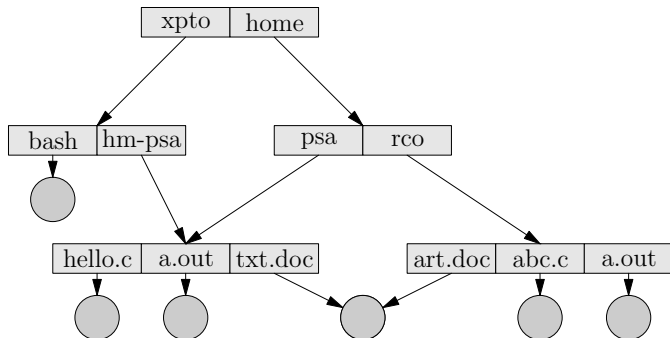 xpto home
bash hm-psa psa rco
hello.c a.out txt.doc art.doc abc.c a.out